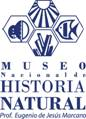 MUSEO
Nacional de
HISTORIA
NATURAL
Prof. Eugenio de Jesús Marcano